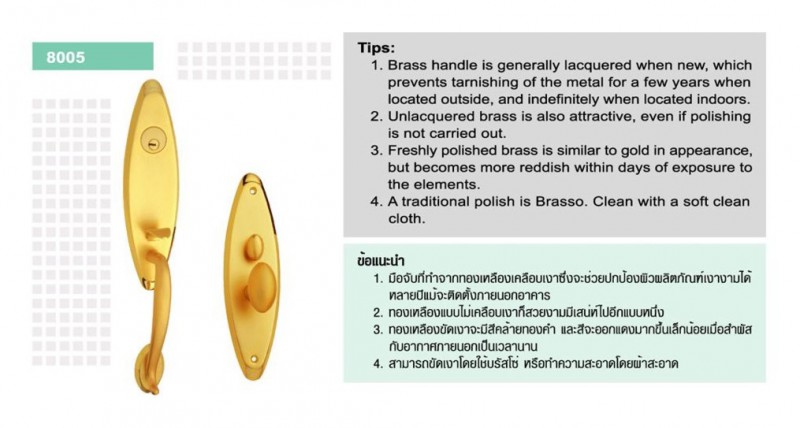 8005
Tips:
1. Brass handle is generally lacquered when new, which
prevents tarnishing of the metal for a few years when
located outside, and indefinitely when located indoors.
2. Unlacquered brass is also attractive, even if polishing
is not carried out.
3. Freshly polished brass is similar to gold in appearance,
but becomes more reddish within days of exposure to
the elements.
4. A traditional polish is Brasso. Clean with a soft clean
cloth.
ข้อแนะนำ
1. มือจับที่ทำจากทองเหลืองเคลือบเงาซึ่งจะช่วยปกป้องผิวผลิตภัณฑ์เงางามได้
หลายปีแม้จะติดตั้งภายนอกอาคาร
2. ทองเหลืองแบบไม่เคลือบเงาก็สวยงามมีเสน่ห์ไปอีกแบบหนึ่ง
3. ทองเหลืองขัดเงาจะมีสีคล้ายทองคำ และสีจะออกแดงมากขึ้นเล็กน้อยเมื่อสำผัส
กับอากาศภายนอกเป็นเวลานาน
4. สามารถขัดเงาโดยใช้บรัสโซ่ หรือทำความสะอาดโดยผ้าสะอาด